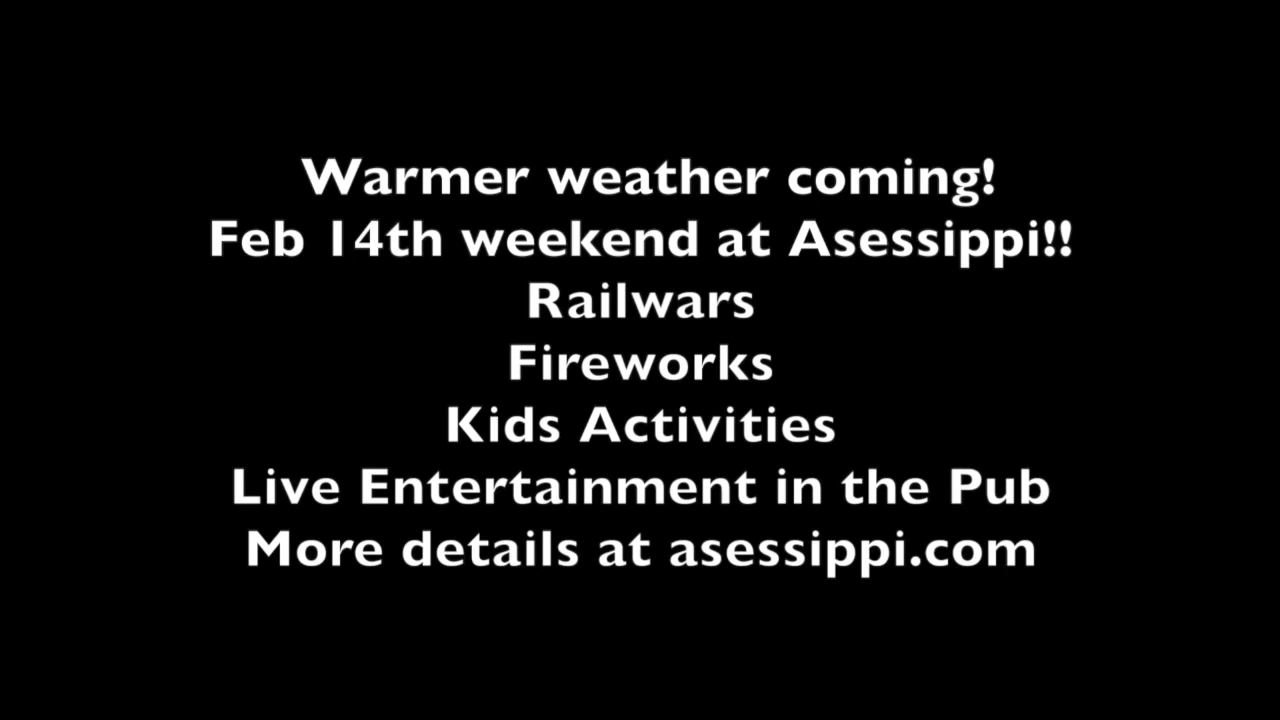 Warmer weather coming!
Feb 14th weekend at Asessippi!!
Railwars
Fireworks
Kids Activities
Live Entertainment in the Pub
More details at asessippi.com